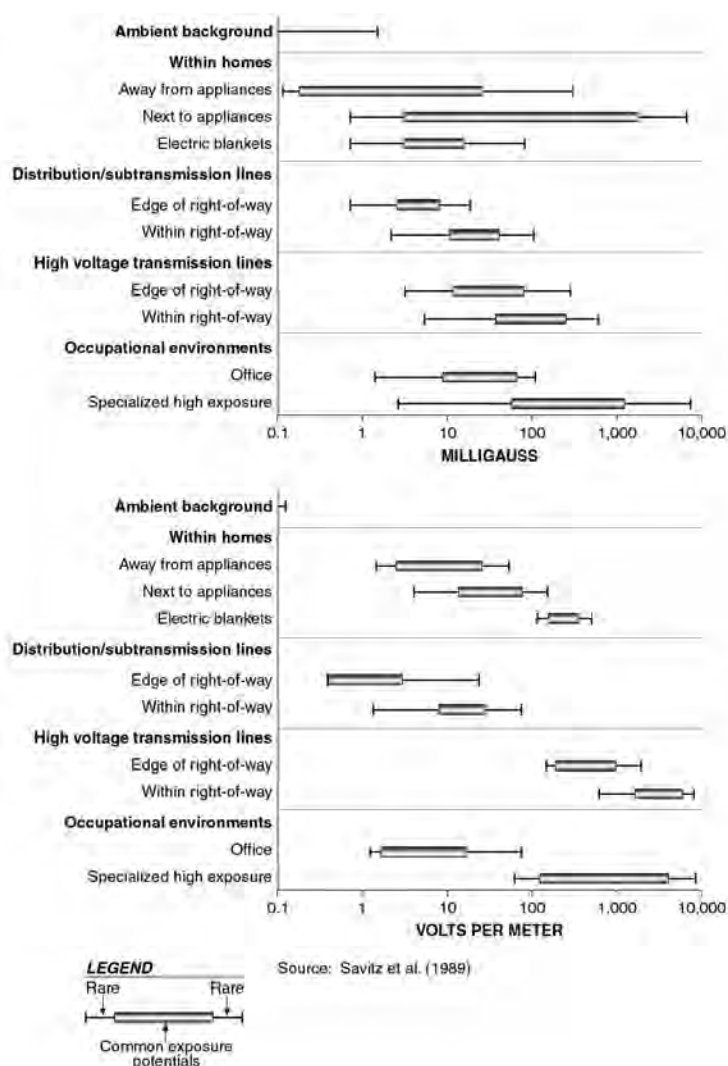 Ambient background
Within homes
Away from appliances
Next to appliances
Electric blankets
Distribution/subtransmission lines
Edge of right-of-way
Within right-of-way
High voltage transmission lines
Edge of right-of-way
Within right-of-way
Occupational environments
Office
Specialized high exposure
0.1 1 10 100 1,000 10,000
MILLIGAUSS
Ambient background
Within homes
Away from appliances
Next to appliances
Electric blankets
Distribution/subtransmission lines
Edge of right-of-way
Within right-of-way
High voltage transmission lines
Edge of right-of-way
Within right-of-way
Occupational environments
Office
Specialized high exposure
0.1 1 10 100 1,000 10,000
VOLTS PER METER
LEGEND
Rare Rare
Common exposure
potentials
Source: Savitz et al. (1989)